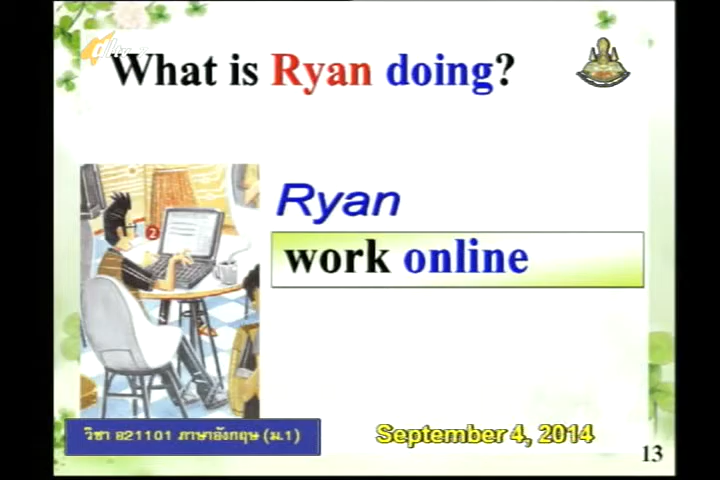 What is Ryan doing?
Ryan
2
work online
วิชา อ21101 ภาษาอังกฤษ (ม.1)
September 4, 2014
13